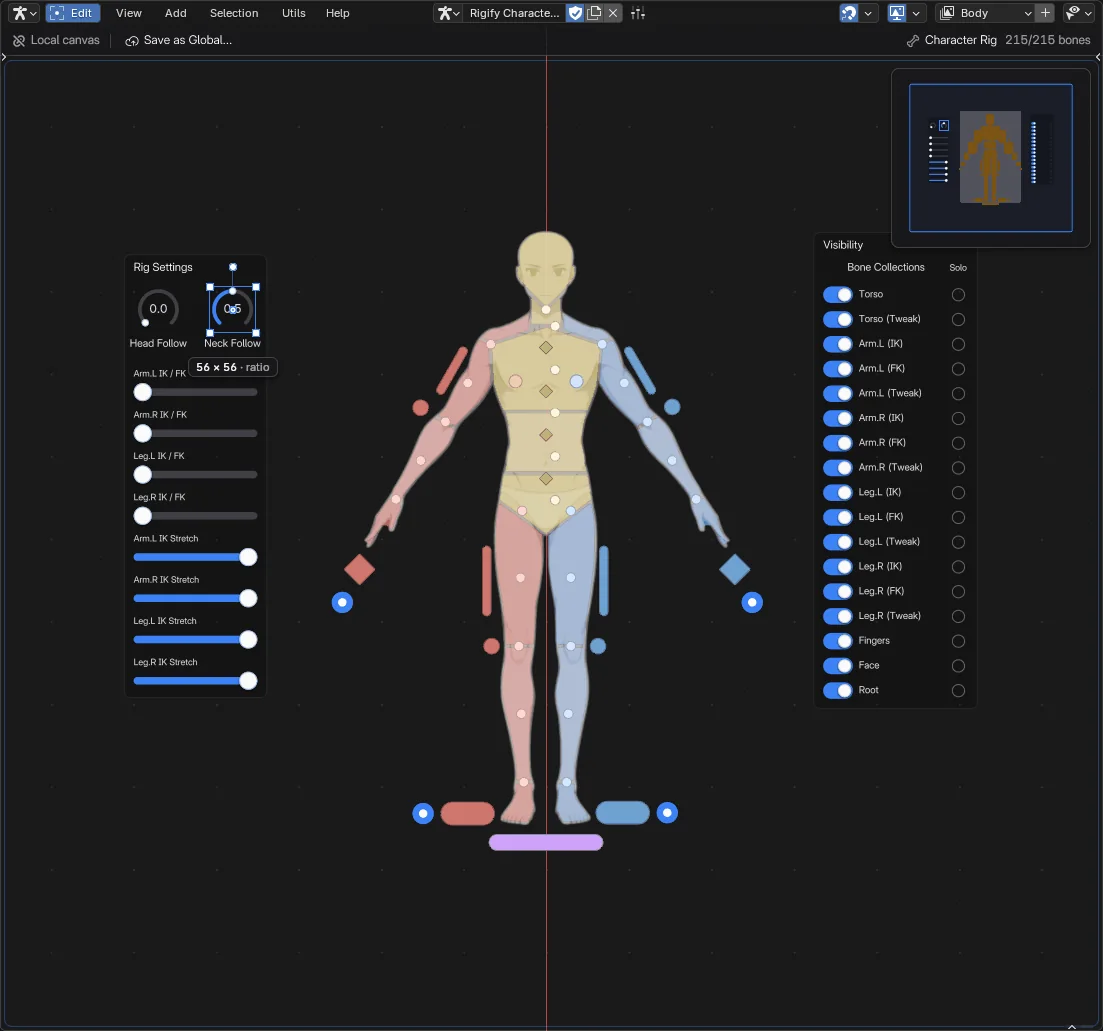 Edit View Add Selection Utils Help Rigify Characte... Body
Local canvas Save as Global... Character Rig 215/215 bones
Rig Settings
0.0 0.5
Head Follow Neck Follow
56 × 56 · ratio
Arm.L IK / FK
Arm.R IK / FK
Leg.L IK / FK
Leg.R IK / FK
Arm.L IK Stretch
Arm.R IK Stretch
Leg.L IK Stretch
Leg.R IK Stretch
Visibility
Bone Collections Solo
Torso
Torso (Tweak)
Arm.L (IK)
Arm.L (FK)
Arm.L (Tweak)
Arm.R (IK)
Arm.R (FK)
Arm.R (Tweak)
Leg.L (IK)
Leg.L (FK)
Leg.L (Tweak)
Leg.R (IK)
Leg.R (FK)
Leg.R (Tweak)
Fingers
Face
Root